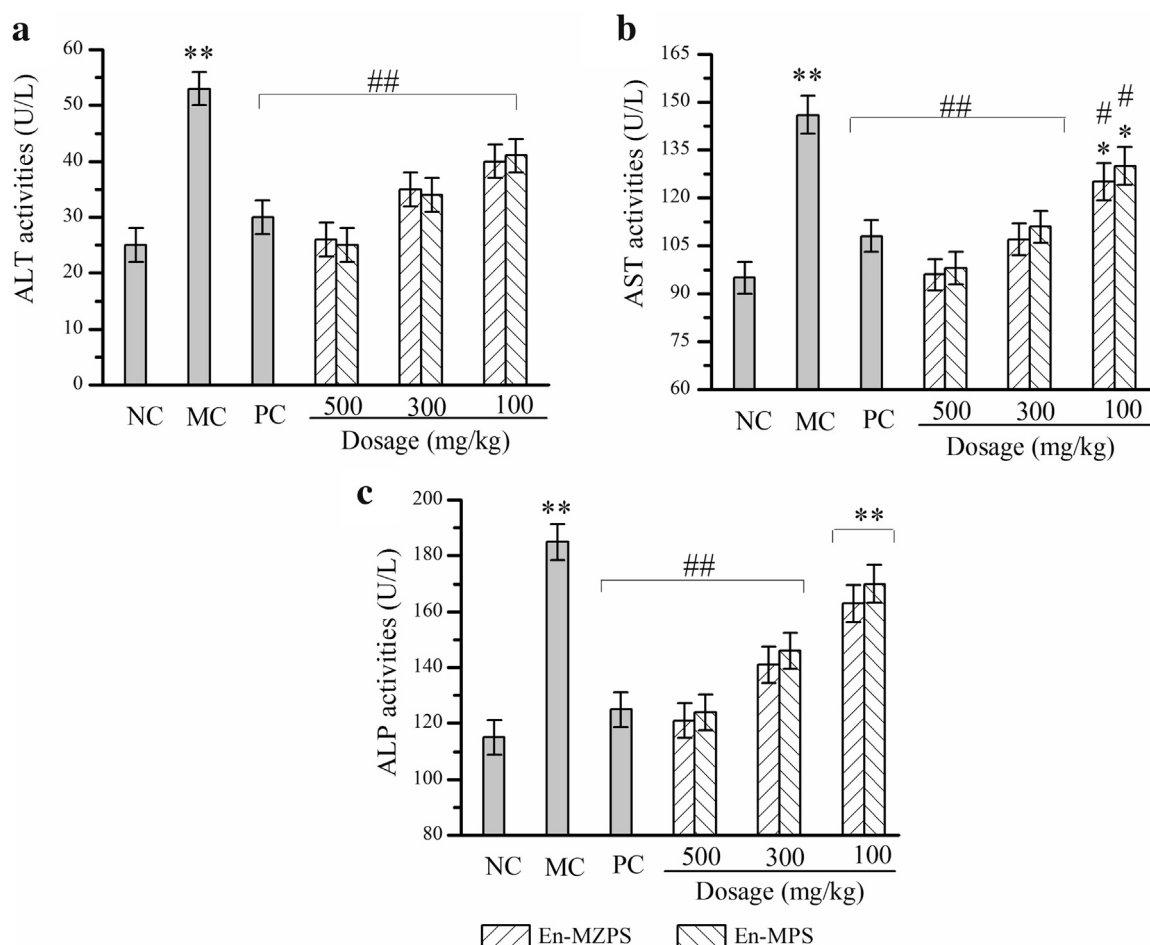 a
ALT activities (U/L)
60
50
40
30
20
10
0
**
##
NC MC PC 500 300 100
Dosage (mg/kg)
b
AST activities (U/L)
165
150
135
120
105
90
75
60
**
##
# #
* *
NC MC PC 500 300 100
Dosage (mg/kg)
c
ALP activities (U/L)
200
180
160
140
120
100
80
**
##
**
NC MC PC 500 300 100
Dosage (mg/kg)
En-MZPS En-MPS